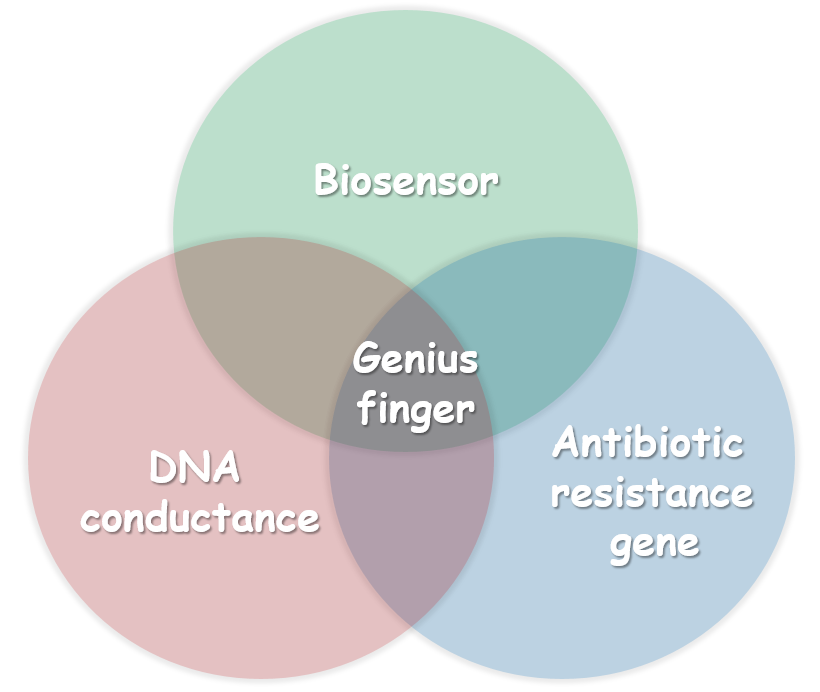 Biosensor
Genius
finger
DNA
conductance
Antibiotic
resistance
gene